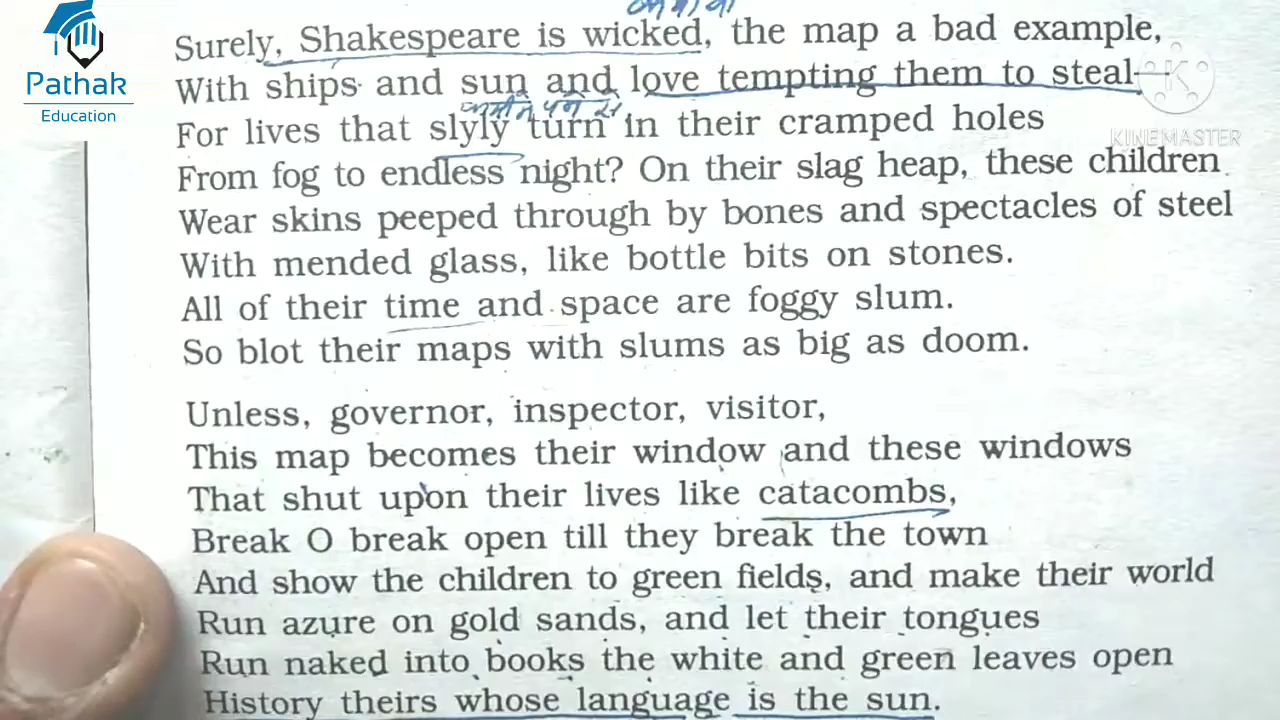 Surely, Shakespeare is wicked, the map a bad example,
With ships and sun and love tempting them to steal—
For lives that slyly turn in their cramped holes
From fog to endless night? On their slag heap, these children
Wear skins peeped through by bones and spectacles of steel
With mended glass, like bottle bits on stones.
All of their time and space are foggy slum.
So blot their maps with slums as big as doom.
Unless, governor, inspector, visitor,
This map becomes their window and these windows
That shut upon their lives like catacombs,
Break O break open till they break the town
And show the children to green fields, and make their world
Run azure on gold sands, and let their tongues
Run naked into books the white and green leaves open
History theirs whose language is the sun.
Pathak
Education
K
KINEMASTER